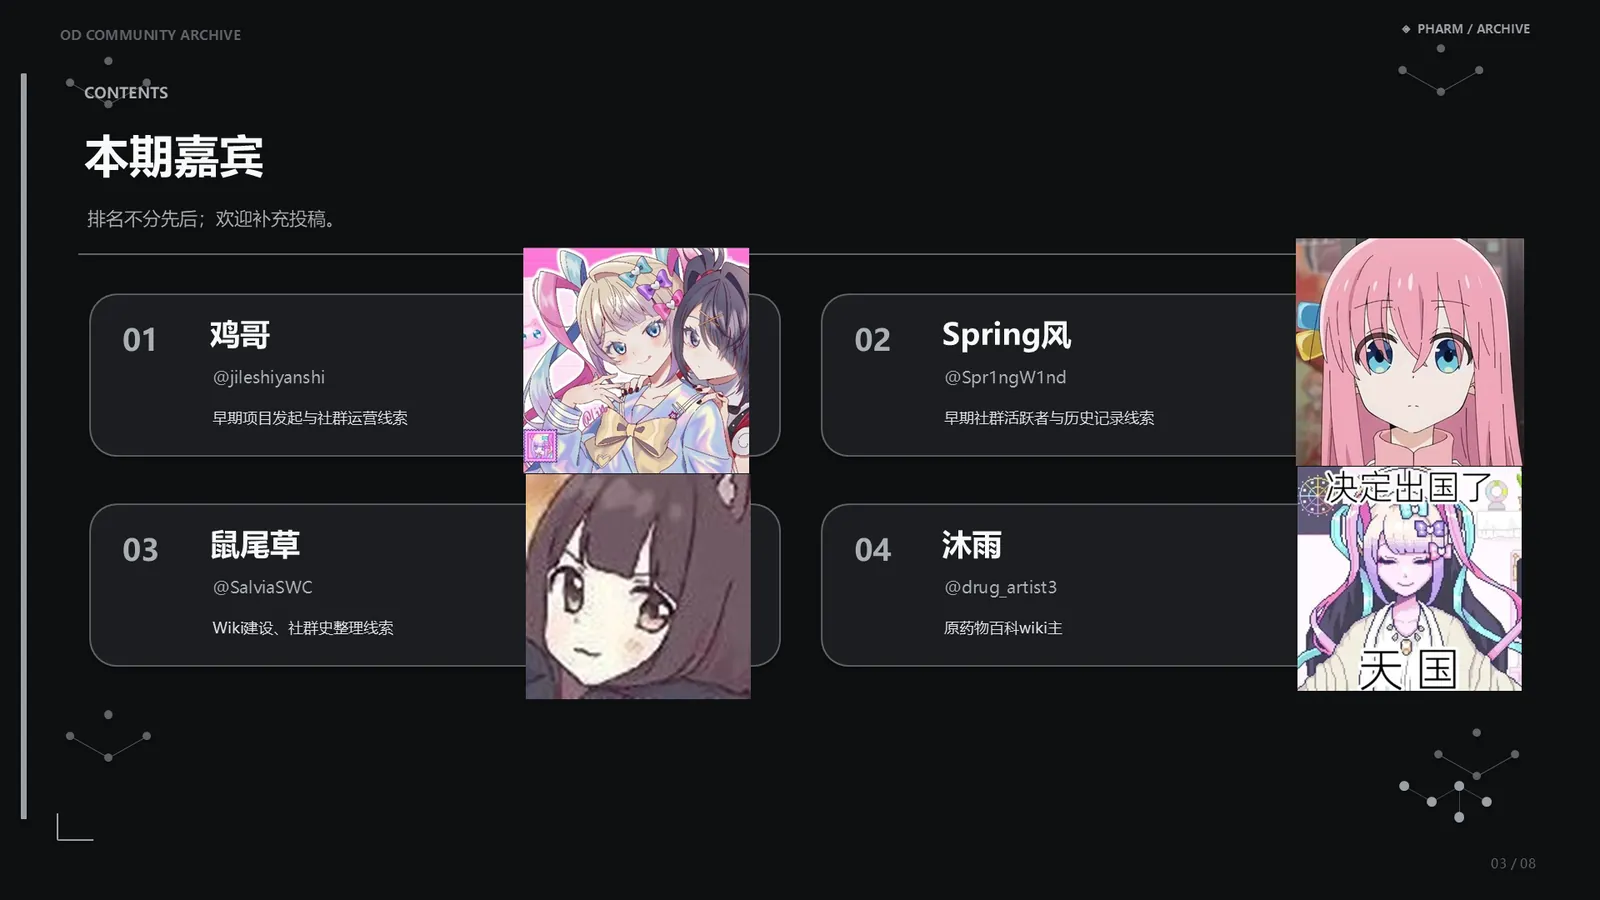 OD COMMUNITY ARCHIVE
◆ PHARM / ARCHIVE
CONTENTS
本期嘉宾
排名不分先后；欢迎补充投稿。
01
鸡哥
@jileshiyanshi
早期项目发起与社群运营线索
02
Spring风
@Spr1ngW1nd
早期社群活跃者与历史记录线索
03
鼠尾草
@SalviaSWC
Wiki建设、社群史整理线索
04
沐雨
@drug_artist3
原药物百科wiki主
决定出国了
天国
03 / 08